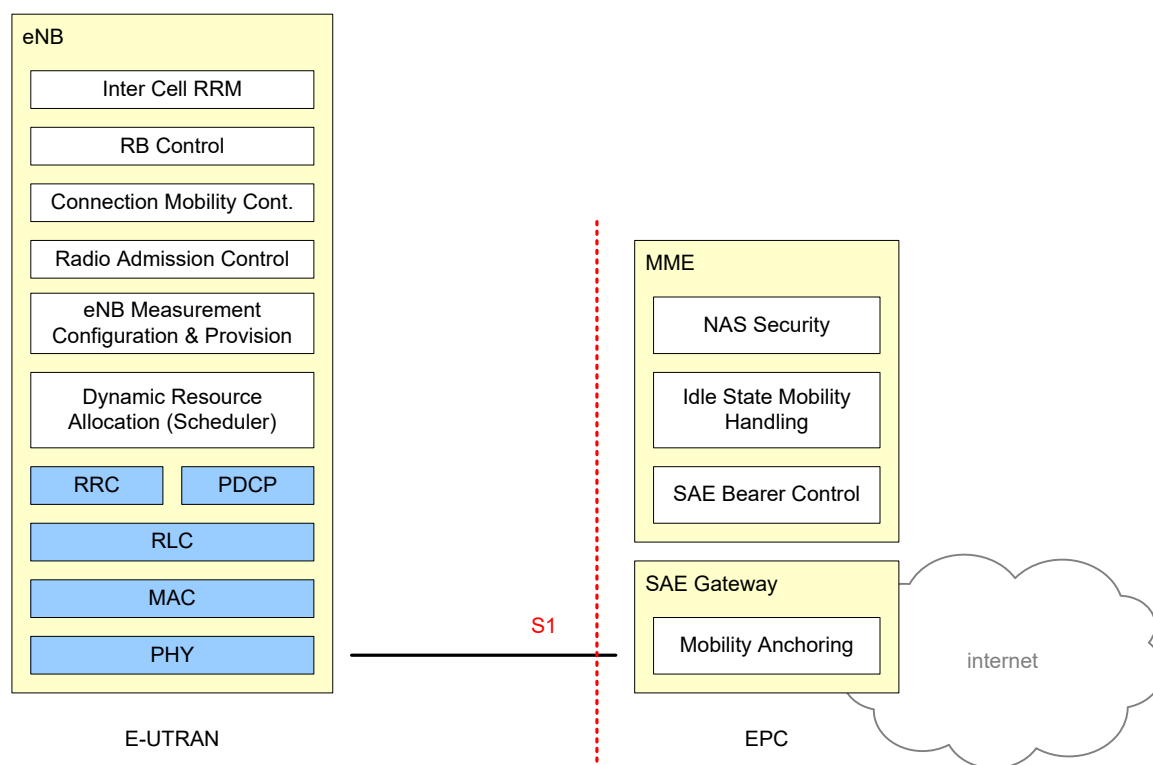 eNB
Inter Cell RRM
RB Control
Connection Mobility Cont.
Radio Admission Control
eNB Measurement
Configuration & Provision
Dynamic Resource
Allocation (Scheduler)
RRC
PDCP
RLC
MAC
PHY
E-UTRAN
S1
MME
NAS Security
Idle State Mobility
Handling
SAE Bearer Control
SAE Gateway
Mobility Anchoring
EPC
internet